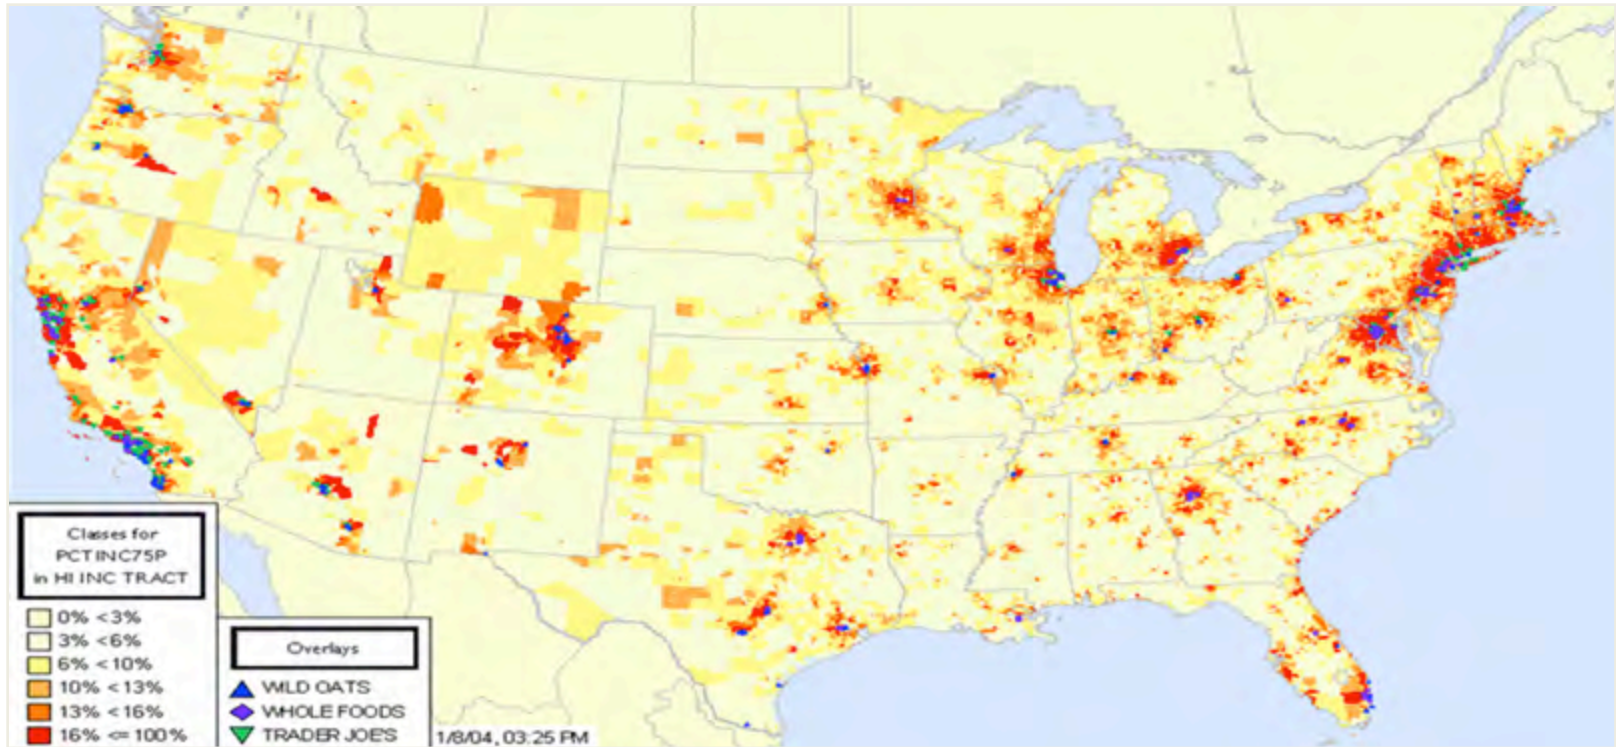 Classes for
PCTINC75P
in HI INC TRACT
0% <3%
3% <6%
6% <10%
10% <13%
13% <16%
16% <= 100%
Overlays
WILD OATS
WHOLE FOODS
TRADER JOE'S
1/8/04, 03:25 PM